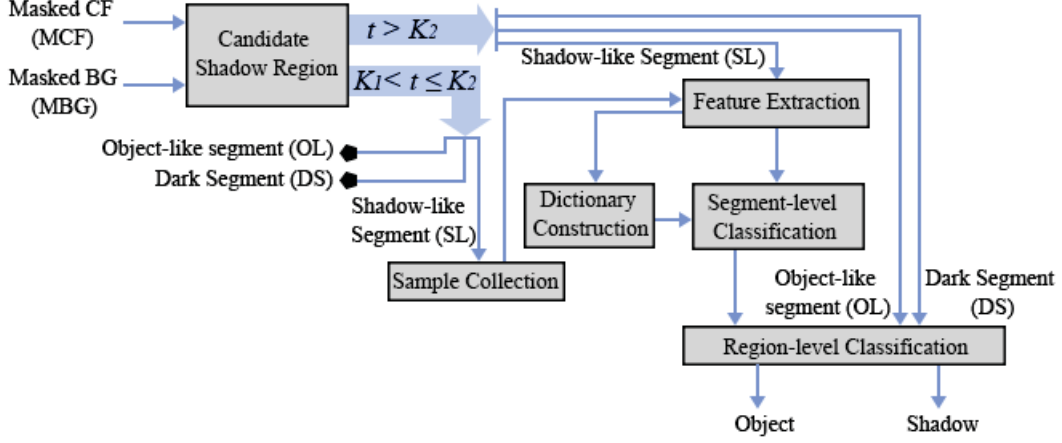 Masked CF
(MCF)
Masked BG
(MBG)
Candidate
Shadow Region
t > K2
K1 < t ≤ K2
Shadow-like Segment (SL)
Feature Extraction
Object-like segment (OL)
Dark Segment (DS)
Shadow-like
Segment (SL)
Dictionary
Construction
Segment-level
Classification
Sample Collection
Object-like
segment (OL)
Dark Segment
(DS)
Region-level Classification
Object
Shadow